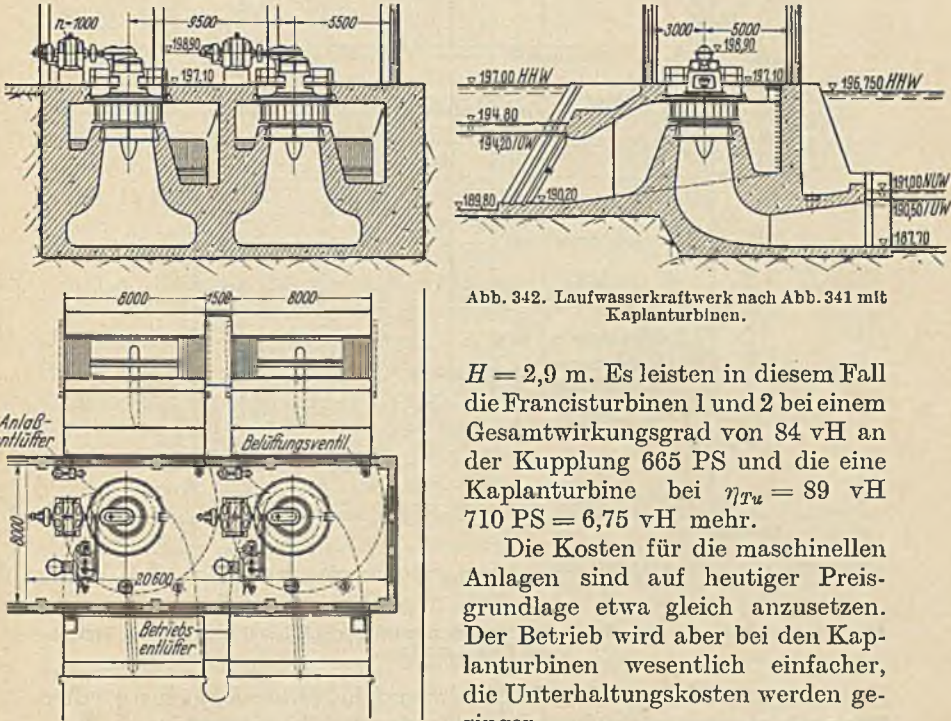 n=1000
9500
5500
198,90
197,10
3000
5000
198,90
197,00 HHW
197,10
196,750 HHW
194,80
194,20 UW
189,80
190,20
191,00 NUW
190,50 UW
187,70
Abb. 342. Laufwasserkraftwerk nach Abb. 341 mit
Kaplanturbinen.
8000
1500
8000
Anlaß-
entlüfter
Belüftungsventil
8000
20600
Betriebs
entlüfter
H = 2,9 m. Es leisten in diesem Fall
die Francisturbinen 1 und 2 bei einem
Gesamtwirkungsgrad von 84 vH an
der Kupplung 665 PS und die eine
Kaplanturbine bei ηTu = 89 vH
710 PS = 6,75 vH mehr.
Die Kosten für die maschinellen
Anlagen sind auf heutiger Preis-
grundlage etwa gleich anzusetzen.
Der Betrieb wird aber bei den Kap-
lanturbinen wesentlich einfacher,
die Unterhaltungskosten werden ge-